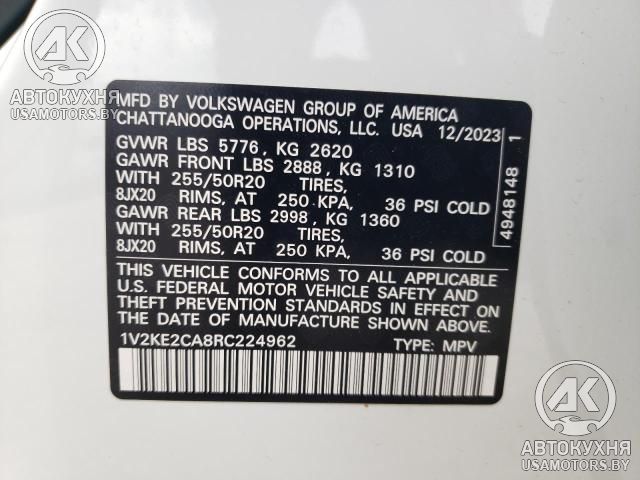 АВТОКУХНЯ
USAMOTORS.BY
MFD BY VOLKSWAGEN GROUP OF AMERICA
CHATTANOOGA OPERATIONS, LLC. USA 12/2023
GVWR LBS 5776, KG 2620
GAWR FRONT LBS 2888, KG 1310
WITH 255/50R20 TIRES,
8JX20 RIMS, AT 250 KPA, 36 PSI COLD
GAWR REAR LBS 2998, KG 1360
WITH 255/50R20 TIRES,
8JX20 RIMS, AT 250 KPA, 36 PSI COLD
4948148 1
THIS VEHICLE CONFORMS TO ALL APPLICABLE
U.S. FEDERAL MOTOR VEHICLE SAFETY AND
THEFT PREVENTION STANDARDS IN EFFECT ON
THE DATE OF MANUFACTURE SHOWN ABOVE.
1V2KE2CA8RC224962 TYPE: MPV
АВТОКУХНЯ
USAMOTORS.BY